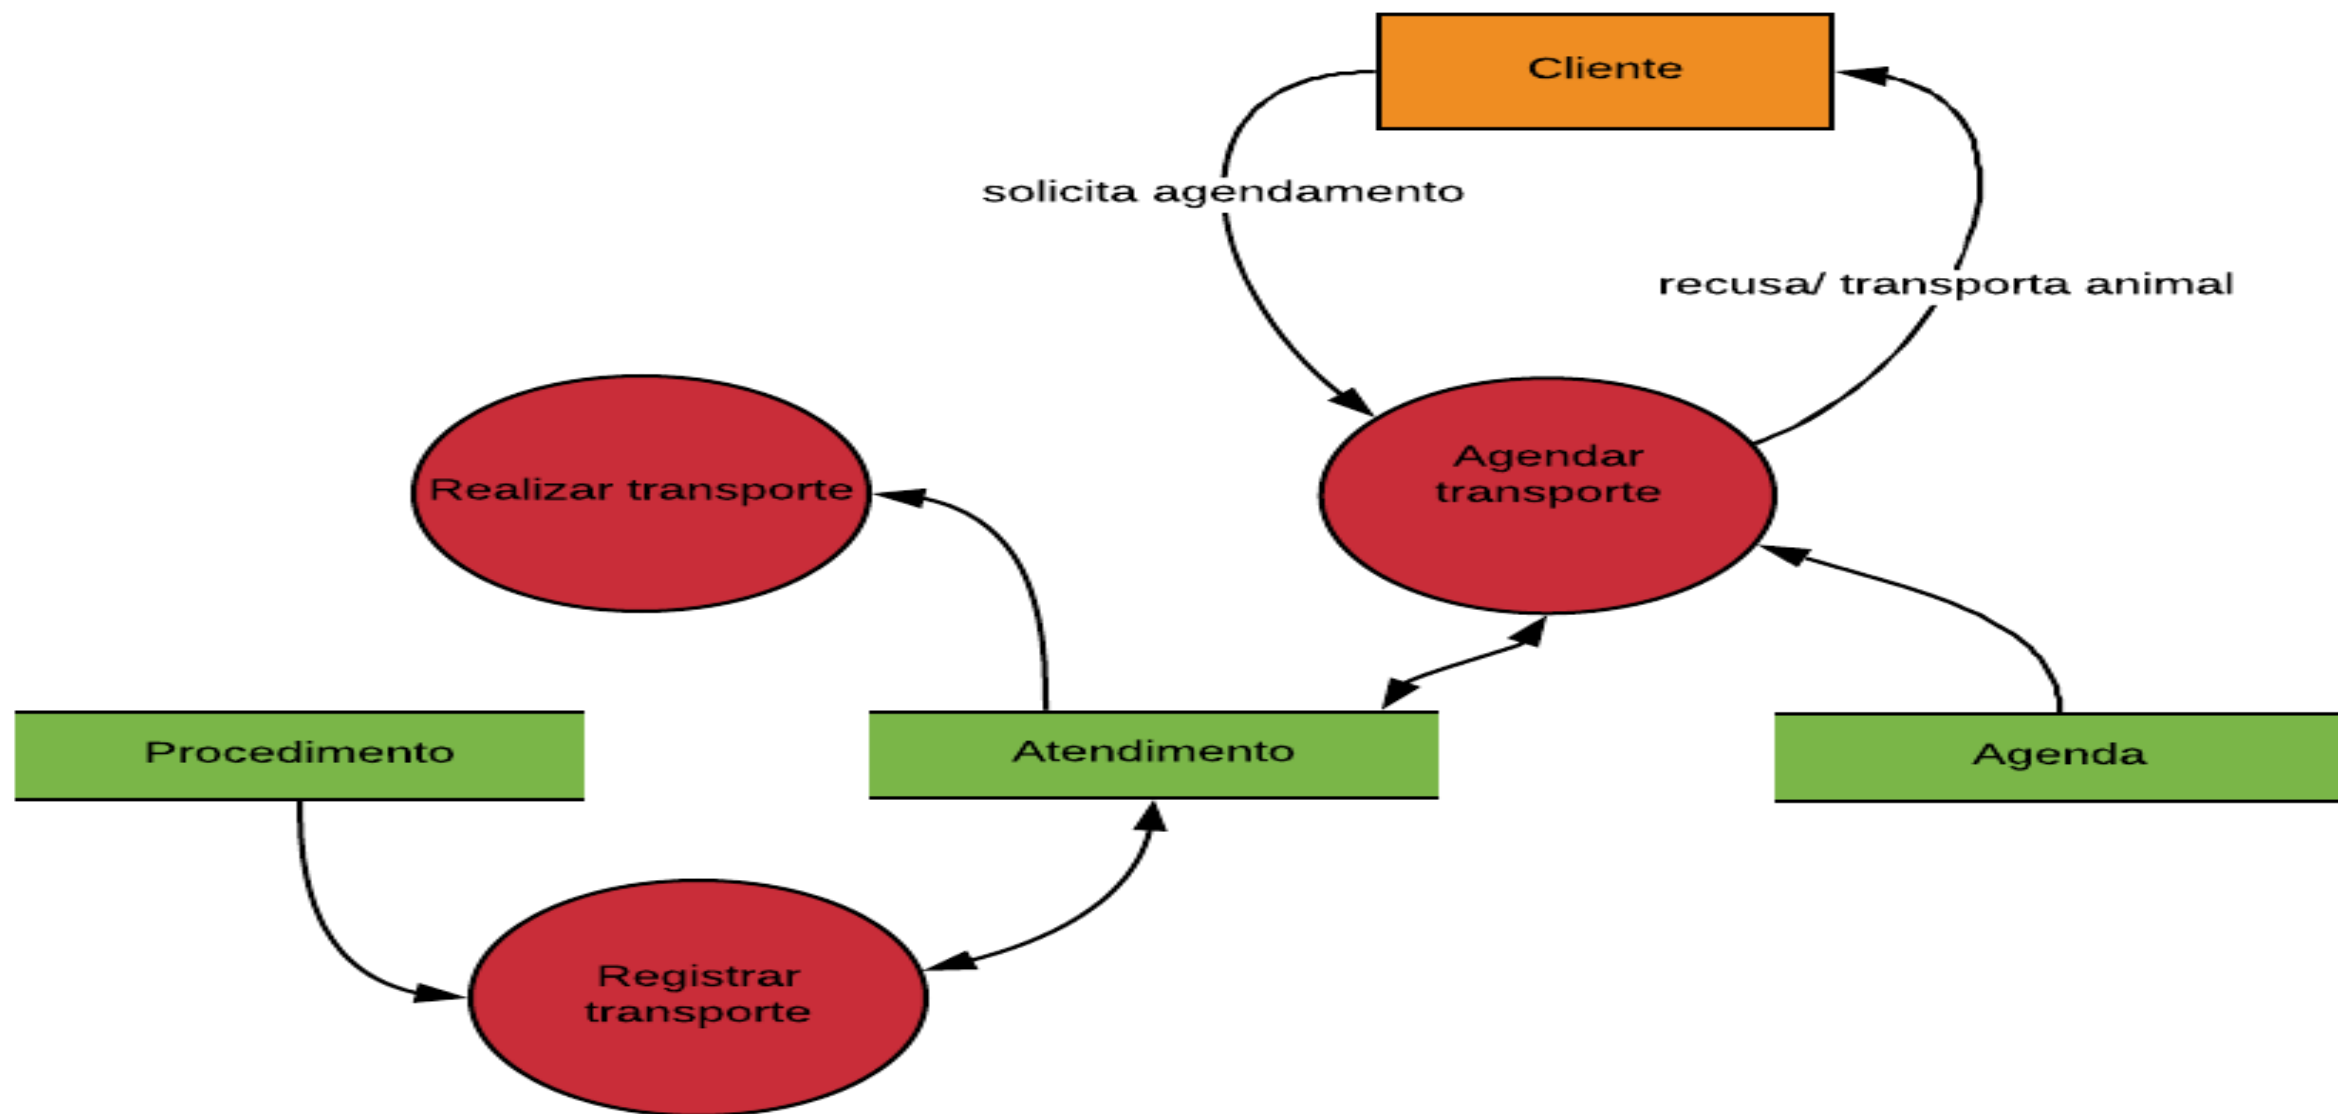 Cliente
solicita agendamento
recusa/ transporta animal
Agendar
transporte
Realizar transporte
Procedimento
Atendimento
Agenda
Registrar
transporte